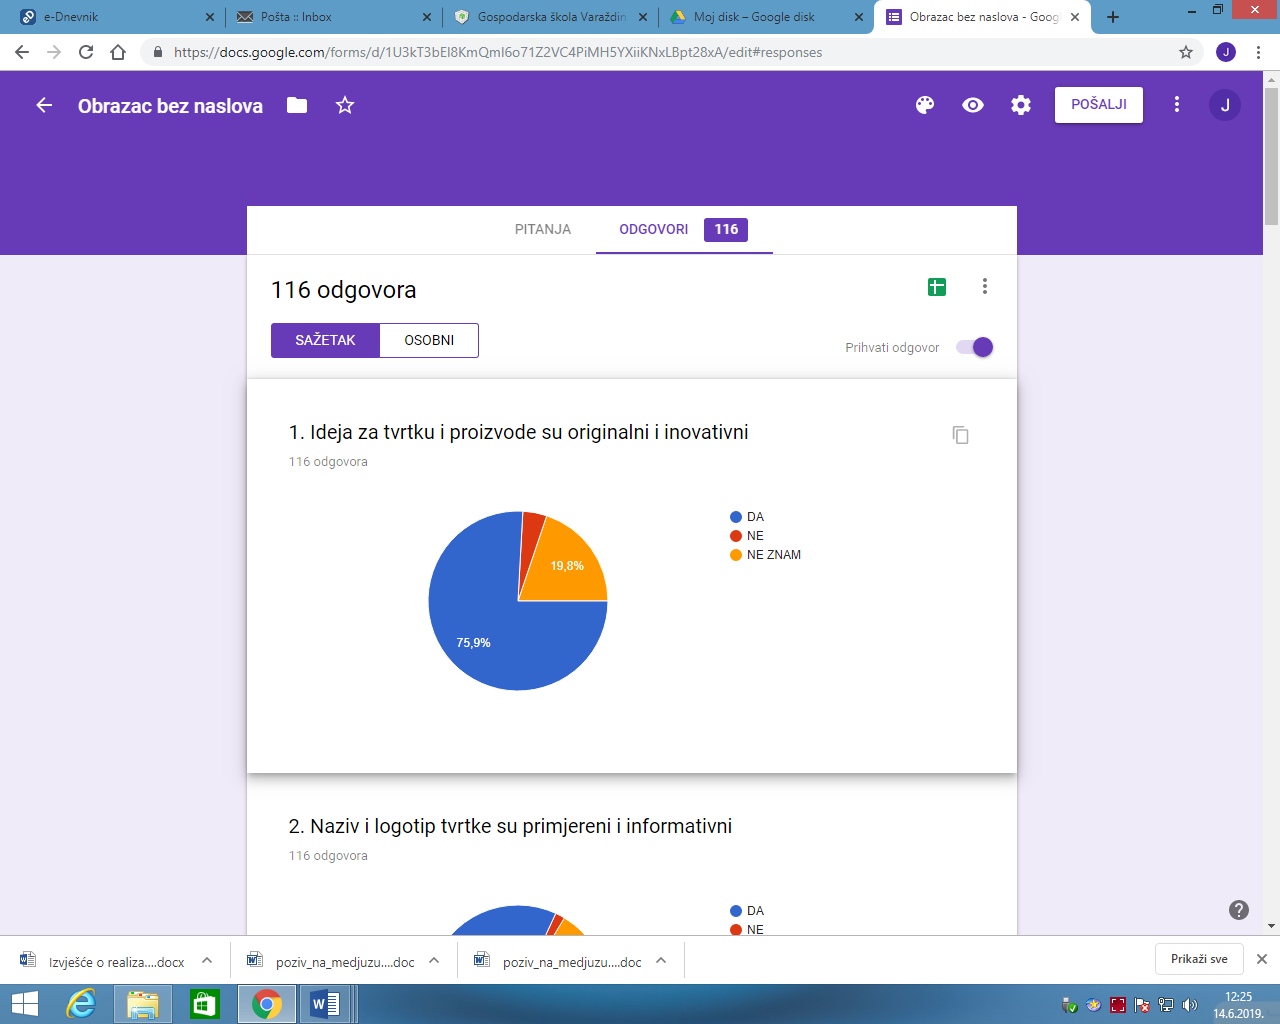 e-Dnevnik
Pošta :: Inbox
Gospodarska škola Varaždin
Moj disk – Google disk
Obrazac bez naslova - Goog
https://docs.google.com/forms/d/1U3kT3bEl8KmQmI6o71Z2VC4PiMH5YXiiKNxLBpt28xA/edit#responses
J
Obrazac bez naslova
POŠALJI
J
PITANJA
ODGOVORI
116
116 odgovora
SAŽETAK
OSOBNI
Prihvati odgovor
1. Ideja za tvrtku i proizvode su originalni i inovativni
116 odgovora
DA
NE
NE ZNAM
19,8%
75,9%
2. Naziv i logotip tvrtke su primjereni i informativni
116 odgovora
DA
NE
Izvješće o realiza....docx
poziv_na_medjuzu....doc
poziv_na_medjuzu....doc
Prikaži sve
12:25
14.6.2019.